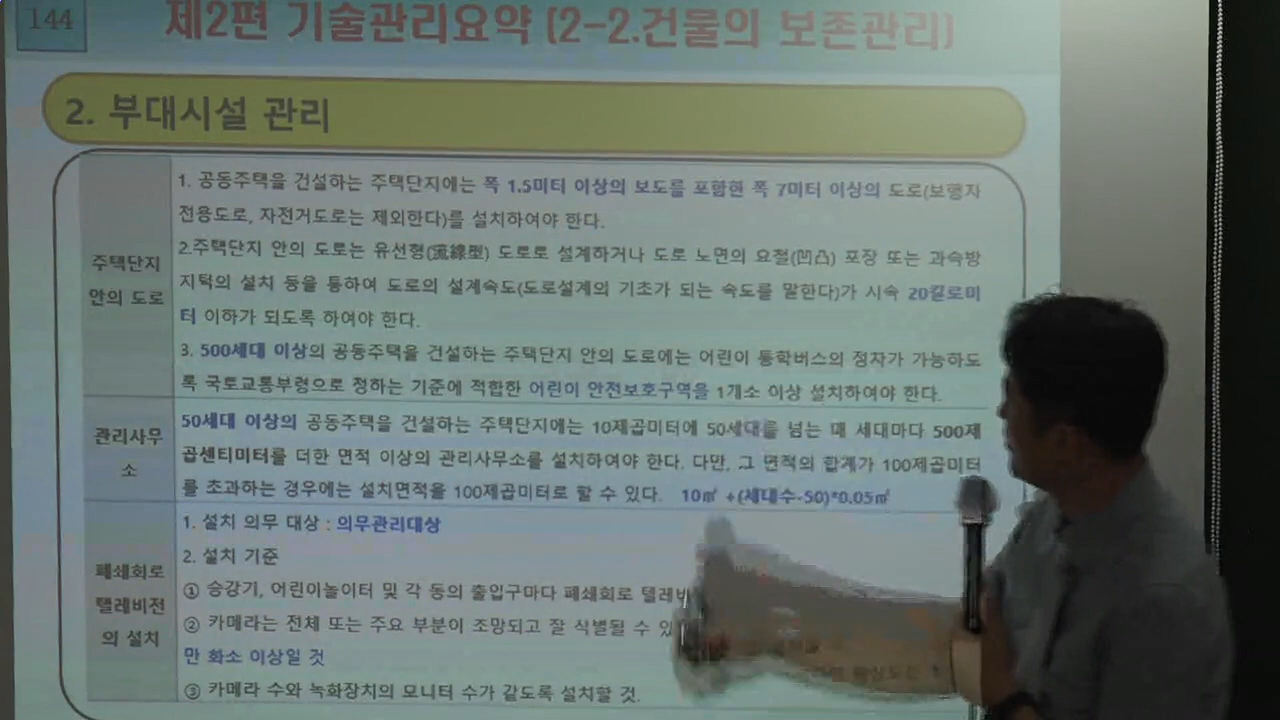 144
제2편 기술관리요약 (2-2.건물의 보존관리)
2. 부대시설 관리
주택단지
안의 도로
1. 공동주택을 건설하는 주택단지에는 폭 1.5미터 이상의 보도를 포함한 폭 7미터 이상의 도로(보행자
전용도로, 자전거도로는 제외한다)를 설치하여야 한다.
2.주택단지 안의 도로는 유선형(流線型) 도로로 설계하거나 도로 노면의 요철(凹凸) 포장 또는 과속방
지턱의 설치 등을 통하여 도로의 설계속도(도로설계의 기초가 되는 속도를 말한다)가 시속 20킬로미
터 이하가 되도록 하여야 한다.
3. 500세대 이상의 공동주택을 건설하는 주택단지 안의 도로에는 어린이 통학버스의 정차가 가능하도
록 국토교통부령으로 정하는 기준에 적합한 어린이 안전보호구역을 1개소 이상 설치하여야 한다.
관리사무
소
50세대 이상의 공동주택을 건설하는 주택단지에는 10제곱미터에 50세대를 넘는 매 세대마다 500제
곱센티미터를 더한 면적 이상의 관리사무소를 설치하여야 한다. 다만, 그 면적의 합계가 100제곱미터
를 초과하는 경우에는 설치면적을 100제곱미터로 할 수 있다. 10㎡ +(세대수-50)*0.05㎡
폐쇄회로
텔레비전
의 설치
1. 설치 의무 대상 : 의무관리대상
2. 설치 기준
① 승강기, 어린이놀이터 및 각 동의 출입구마다 폐쇄회로 텔레비
② 카메라는 전체 또는 주요 부분이 조망되고 잘 식별될 수 있
만 화소 이상일 것
③ 카메라 수와 녹화장치의 모니터 수가 같도록 설치할 것.